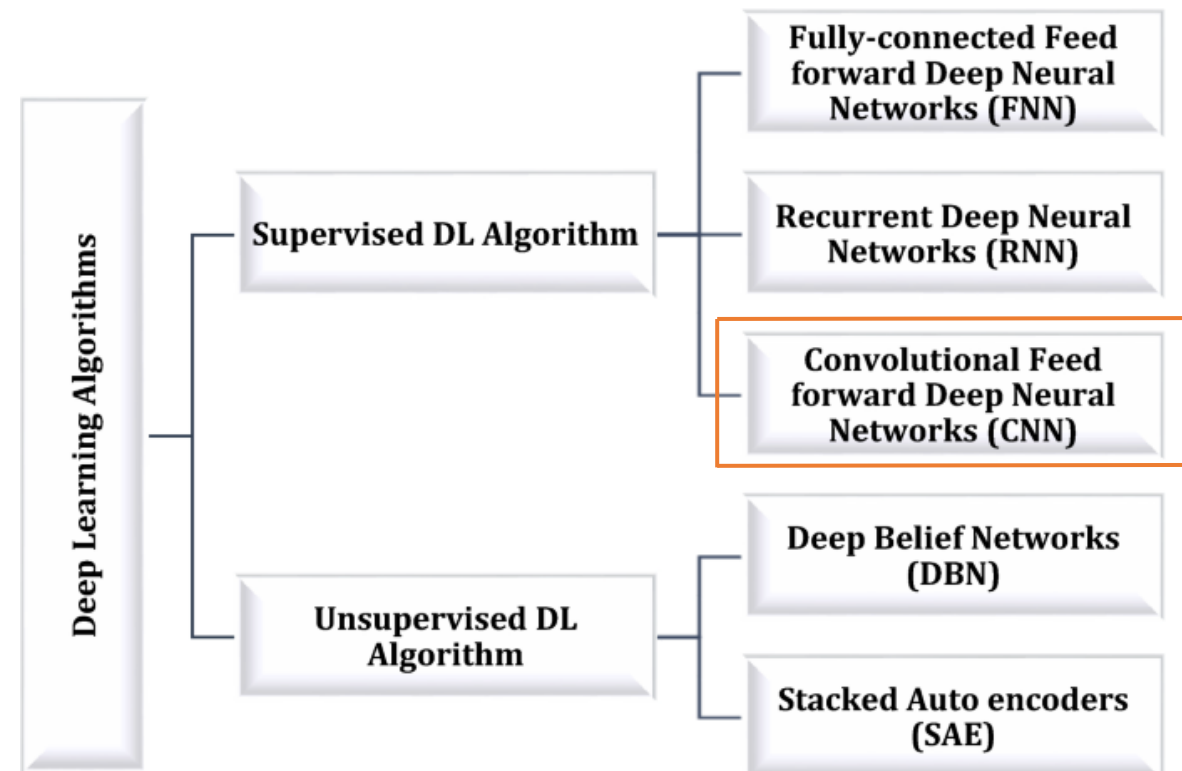 Deep Learning Algorithms
Supervised DL Algorithm
Fully-connected Feed
forward Deep Neural
Networks (FNN)
Recurrent Deep Neural
Networks (RNN)
Convolutional Feed
forward Deep Neural
Networks (CNN)
Unsupervised DL
Algorithm
Deep Belief Networks
(DBN)
Stacked Auto encoders
(SAE)